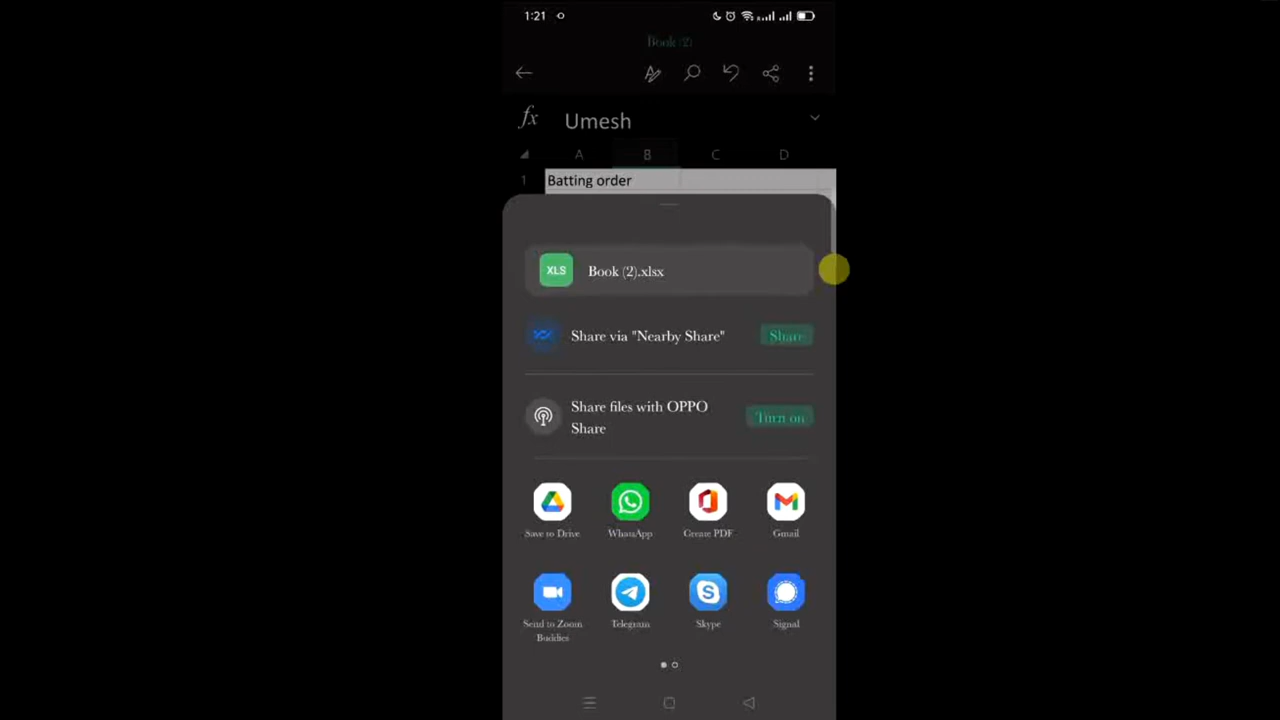 1:21
Book (2)
fx Umesh
A B C D
1 Batting order
XLS Book (2).xlsx
Share via "Nearby Share" Share
Share files with OPPO
Share
Turn on
Save to Drive WhatsApp Create PDF Gmail
Send to Zoom
Buddies
Telegram Skype Signal